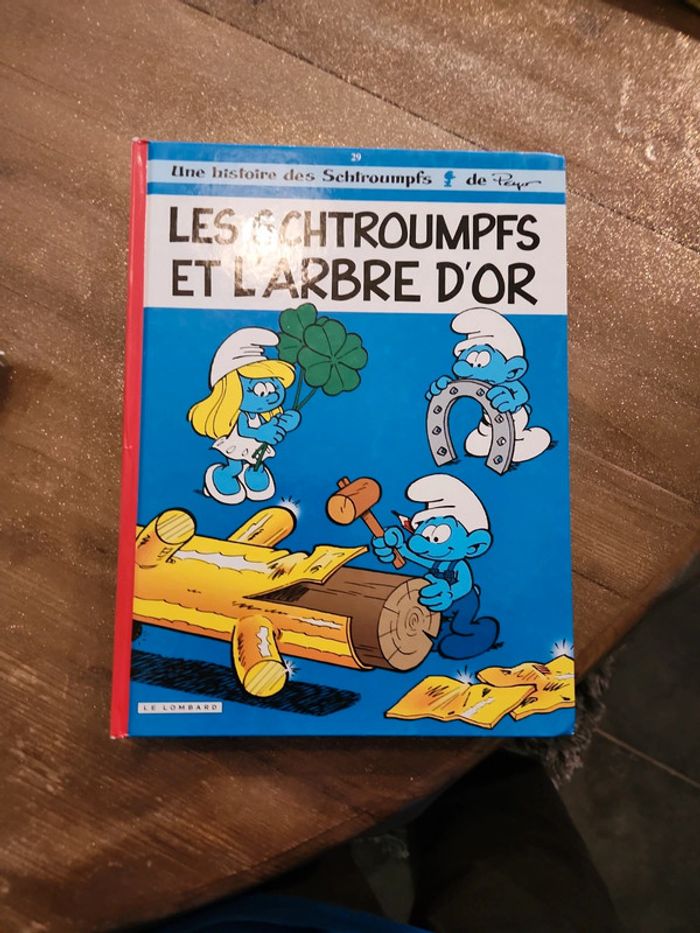 29
Une histoire des Schtroumpfs de Peyo
LES SCHTROUMPFS
ET L'ARBRE D'OR
LE LOMBARD